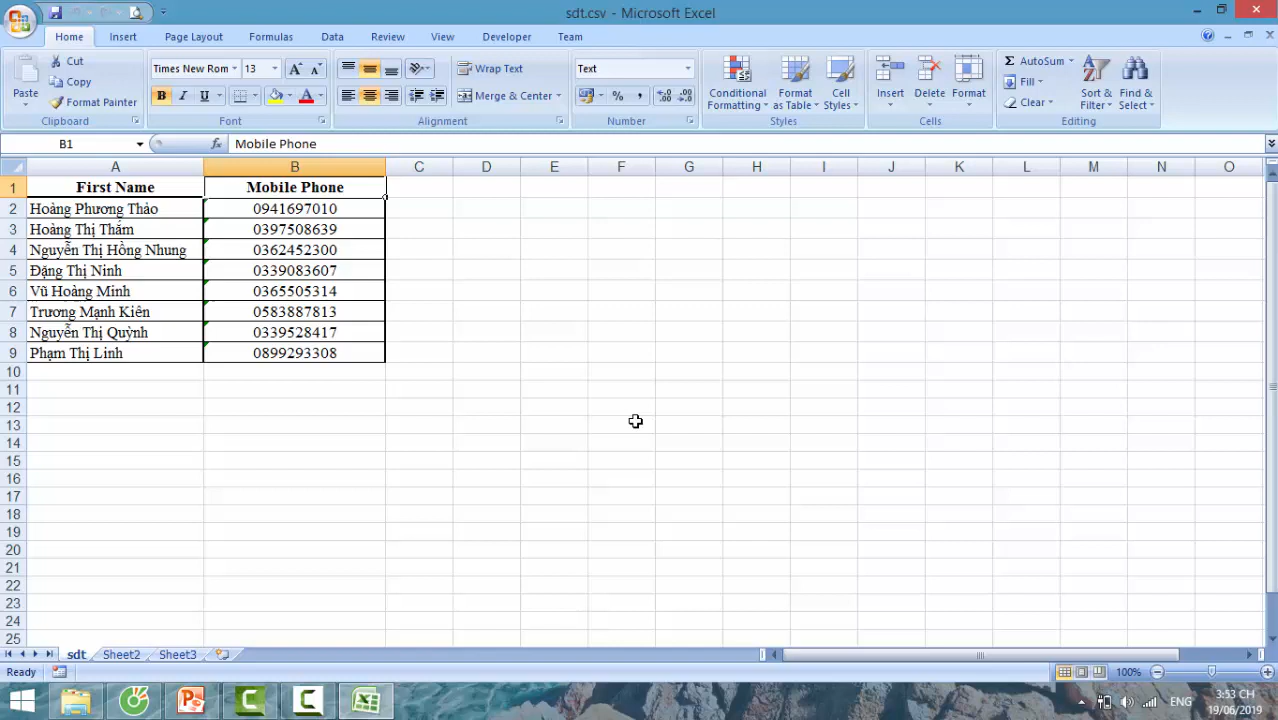 sdt.csv - Microsoft Excel
Home Insert Page Layout Formulas Data Review View Developer Team
Paste
Cut
Copy
Format Painter
Clipboard
Times New Rom 13
B I U A
Font
Wrap Text
Merge & Center
Alignment
Text
% ,
Number
Conditional Formatting
Format as Table
Cell Styles
Styles
Insert
Delete
Format
Cells
Σ AutoSum
Fill
Clear
Sort & Filter
Find & Select
Editing
B1 fx Mobile Phone
A B C D E F G H I J K L M N O
1 First Name Mobile Phone
2 Hoàng Phương Thảo 0941697010
3 Hoàng Thị Thắm 0397508639
4 Nguyễn Thị Hồng Nhung 0362452300
5 Đặng Thị Ninh 0339083607
6 Vũ Hoàng Minh 0365505314
7 Trương Mạnh Kiên 0583887813
8 Nguyễn Thị Quỳnh 0339528417
9 Phạm Thị Linh 0899293308
10
11
12
13
14
15
16
17
18
19
20
21
22
23
24
25
sdt Sheet2 Sheet3
Ready 100%
ENG
3:53 CH
19/06/2019